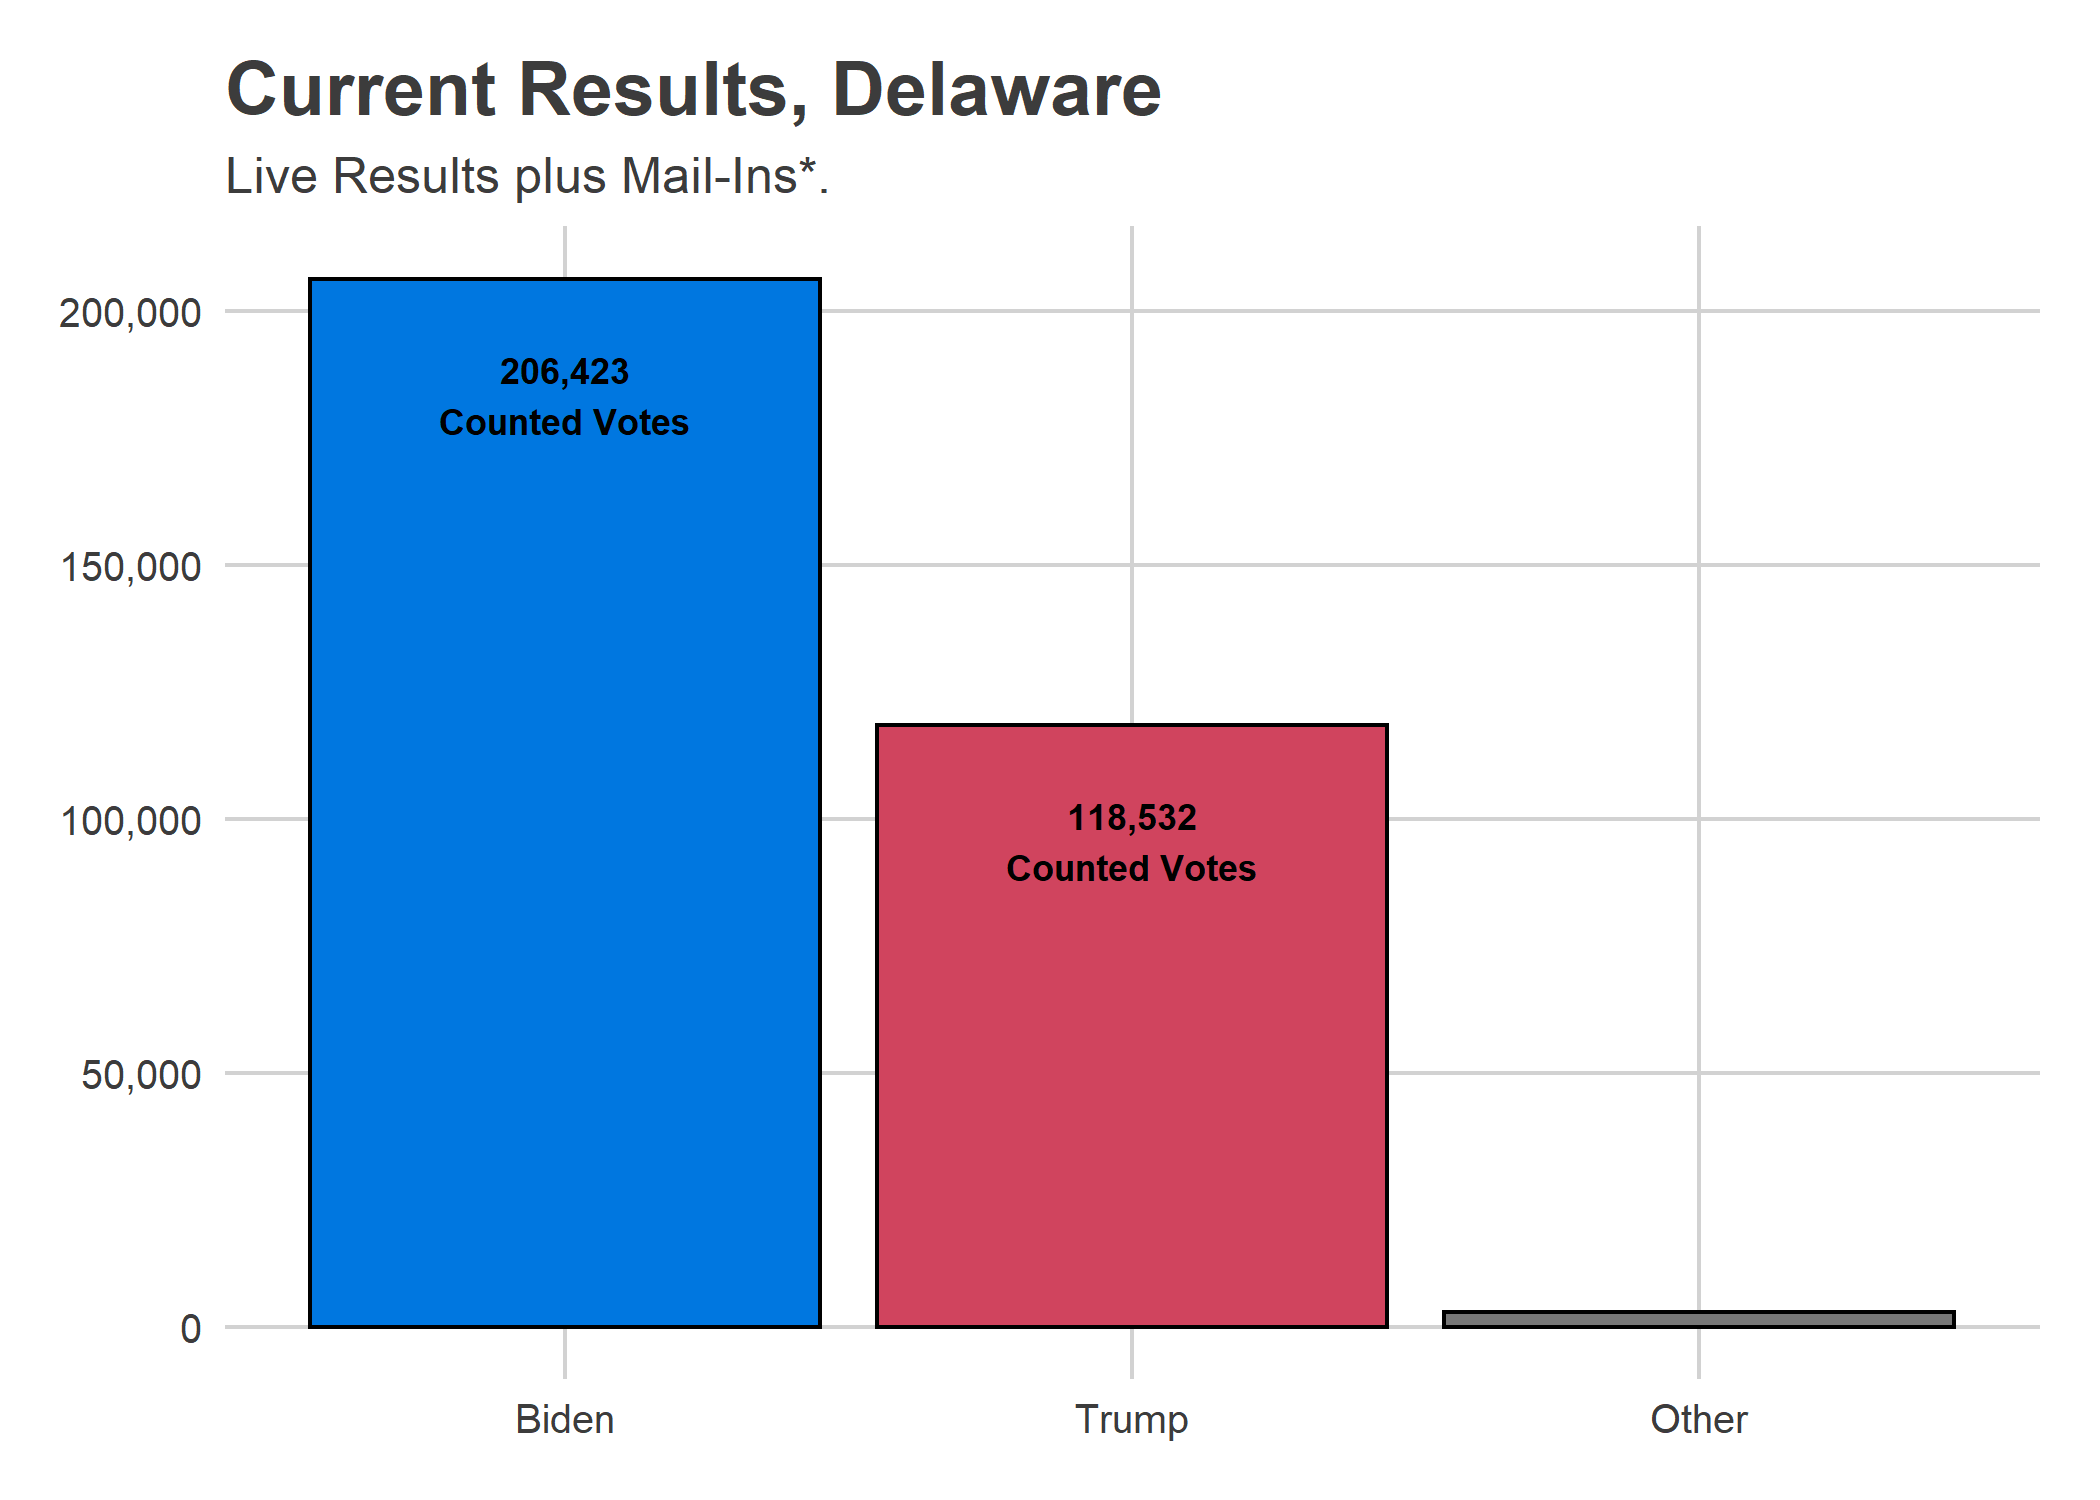 Current Results, Delaware
Live Results plus Mail-Ins*.
200,000
150,000
100,000
50,000
0
206,423
Counted Votes
118,532
Counted Votes
Biden
Trump
Other